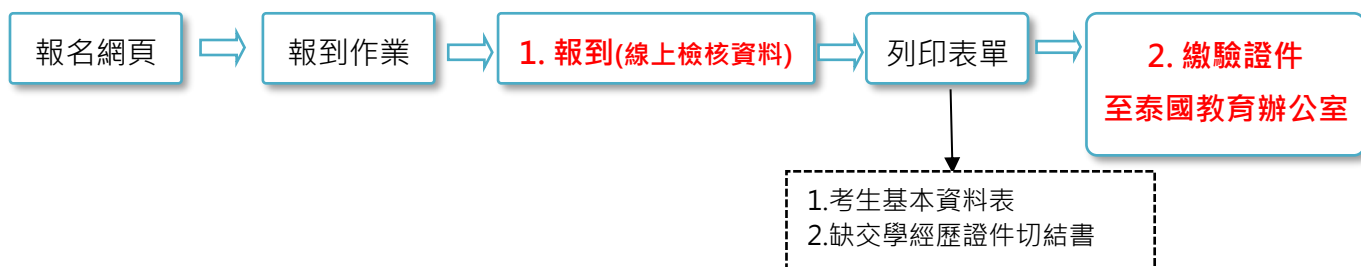 報名網頁
報到作業
1. 報到(線上檢核資料)
列印表單
2. 繳驗證件
至泰國教育辦公室
1.考生基本資料表
2.缺交學經歷證件切結書